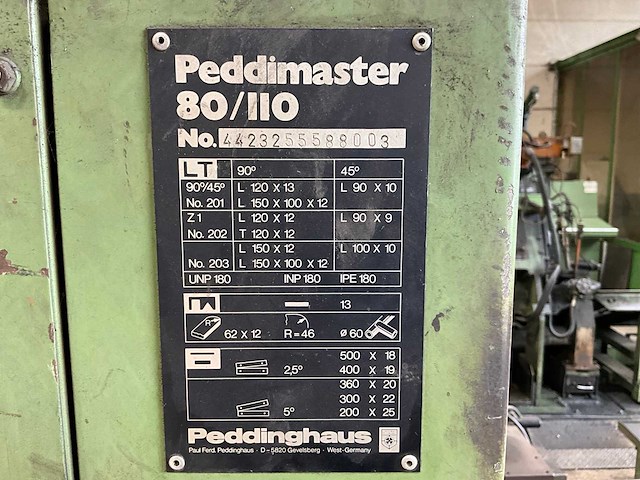 Peddimaster
80/110
No. 4423255588003
LT 90° 45°
90°/45° L 120 X 13 L 90 X 10
No. 201 L 150 X 100 X 12
Z 1 L 120 X 12 L 90 X 9
No. 202 T 120 X 12
L 150 X 12 L 100 X 10
No. 203 L 150 X 100 X 12
UNP 180 INP 180 IPE 180
13
R 62 X 12 R = 46 ø 60
500 X 18
2,5° 400 X 19
360 X 20
300 X 22
5° 200 X 25
Peddinghaus
Paul Ferd. Peddinghaus · D – 5820 Gevelsberg · West-Germany